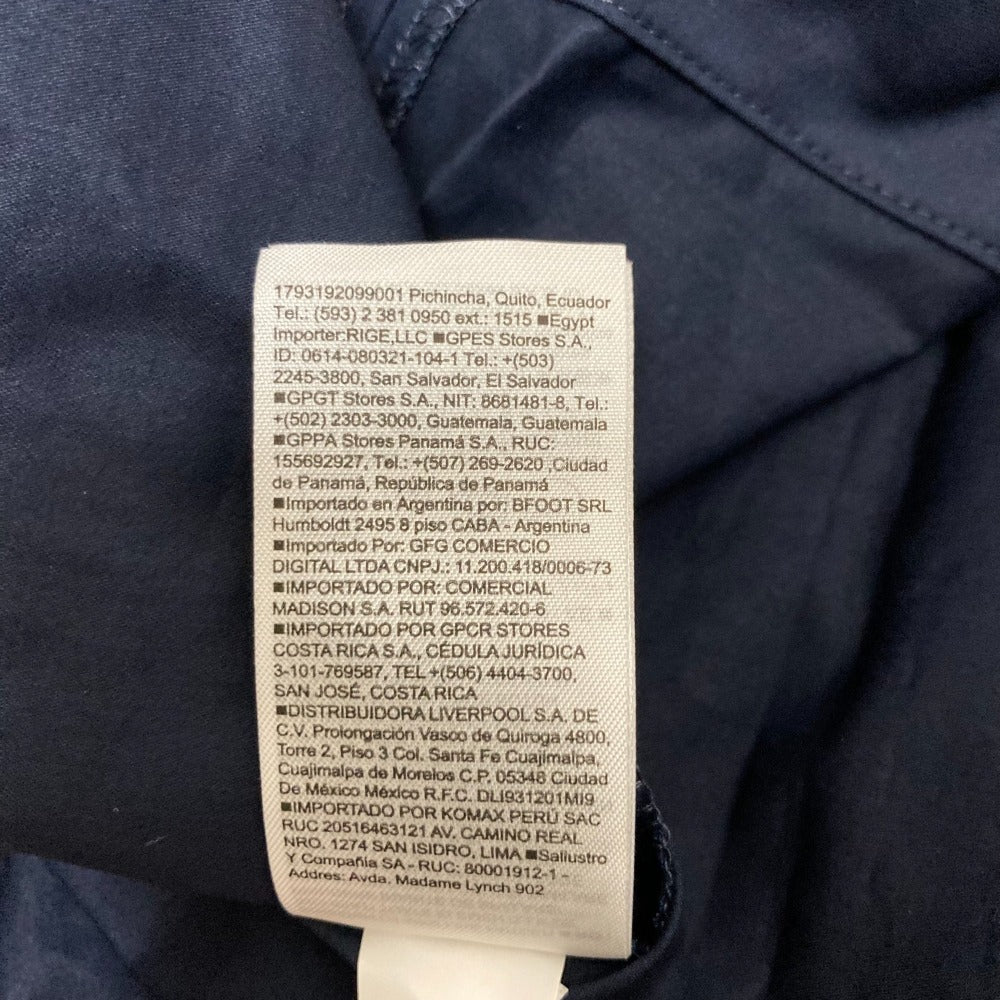 1793192099001 Pichincha, Quito, Ecuador
Tel.: (593) 2 381 0950 ext.: 1515 ■Egypt
Importer:RIGE,LLC ■GPES Stores S.A.,
ID: 0614-080321-104-1 Tel.: +(503)
2245-3800, San Salvador, El Salvador
■GPGT Stores S.A., NIT: 8681481-8, Tel.:
+(502) 2303-3000, Guatemala, Guatemala
■GPPA Stores Panamá S.A., RUC:
155692927, Tel.: +(507) 269-2620 ,Ciudad
de Panamá, República de Panamá
■Importado en Argentina por: BFOOT SRL
Humboldt 2495 8 piso CABA - Argentina
■Importado Por: GFG COMERCIO
DIGITAL LTDA CNPJ.: 11.200.418/0006-73
■IMPORTADO POR: COMERCIAL
MADISON S.A. RUT 96.572.420-6
■IMPORTADO POR GPCR STORES
COSTA RICA S.A., CÉDULA JURÍDICA
3-101-769587, TEL +(506) 4404-3700,
SAN JOSÉ, COSTA RICA
■DISTRIBUIDORA LIVERPOOL S.A. DE
C.V. Prolongación Vasco de Quiroga 4800,
Torre 2, Piso 3 Col. Santa Fe Cuajimalpa,
Cuajimalpa de Morelos C.P. 05348 Ciudad
De México México R.F.C. DLI931201MI9
■IMPORTADO POR KOMAX PERÚ SAC
RUC 20516463121 AV. CAMINO REAL
NRO. 1274 SAN ISIDRO, LIMA ■Sallustro
Y Compañia SA - RUC: 80001912-1 -
Addres: Avda. Madame Lynch 902